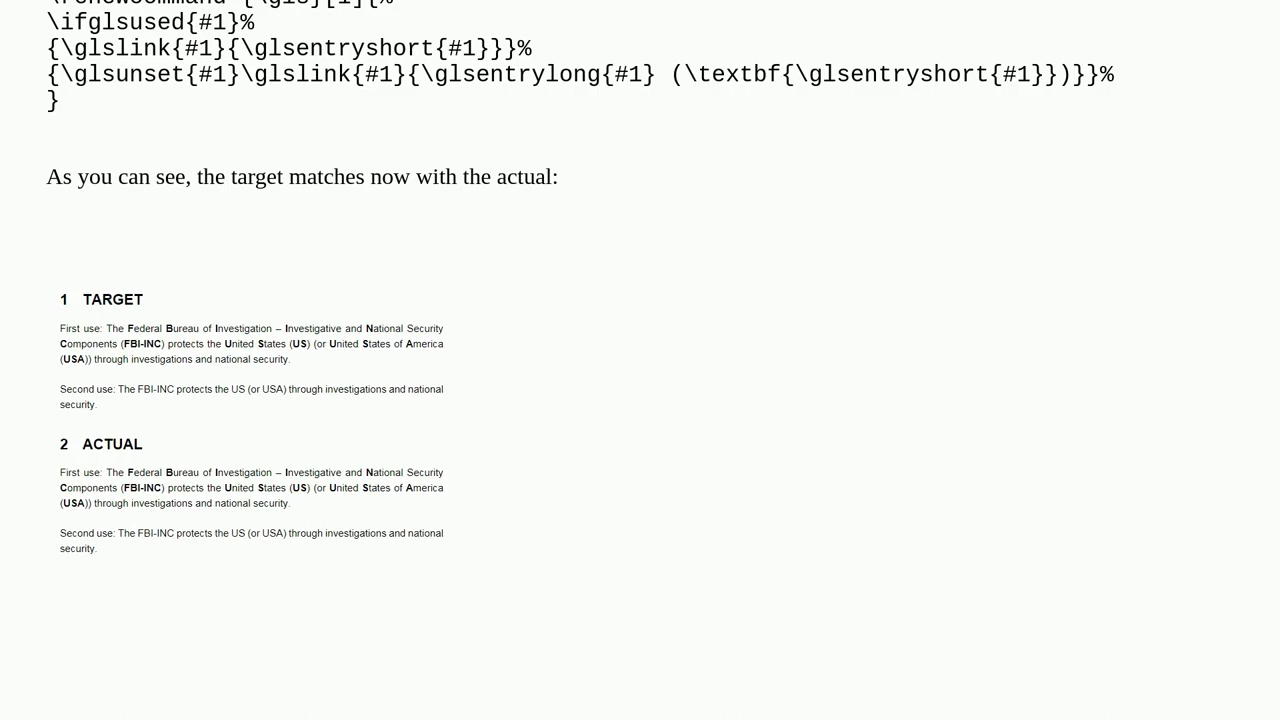 \renewcommand*{\gls}[1]{%
\ifglsused{#1}%
{\glslink{#1}{\glsentryshort{#1}}}%
{\glsunset{#1}\glslink{#1}{\glsentrylong{#1} (\textbf{\glsentryshort{#1}})}}%
}
As you can see, the target matches now with the actual:
1 TARGET
First use: The Federal Bureau of Investigation – Investigative and National Security
Components (FBI-INC) protects the United States (US) (or United States of America
(USA)) through investigations and national security.
Second use: The FBI-INC protects the US (or USA) through investigations and national
security.
2 ACTUAL
First use: The Federal Bureau of Investigation – Investigative and National Security
Components (FBI-INC) protects the United States (US) (or United States of America
(USA)) through investigations and national security.
Second use: The FBI-INC protects the US (or USA) through investigations and national
security.